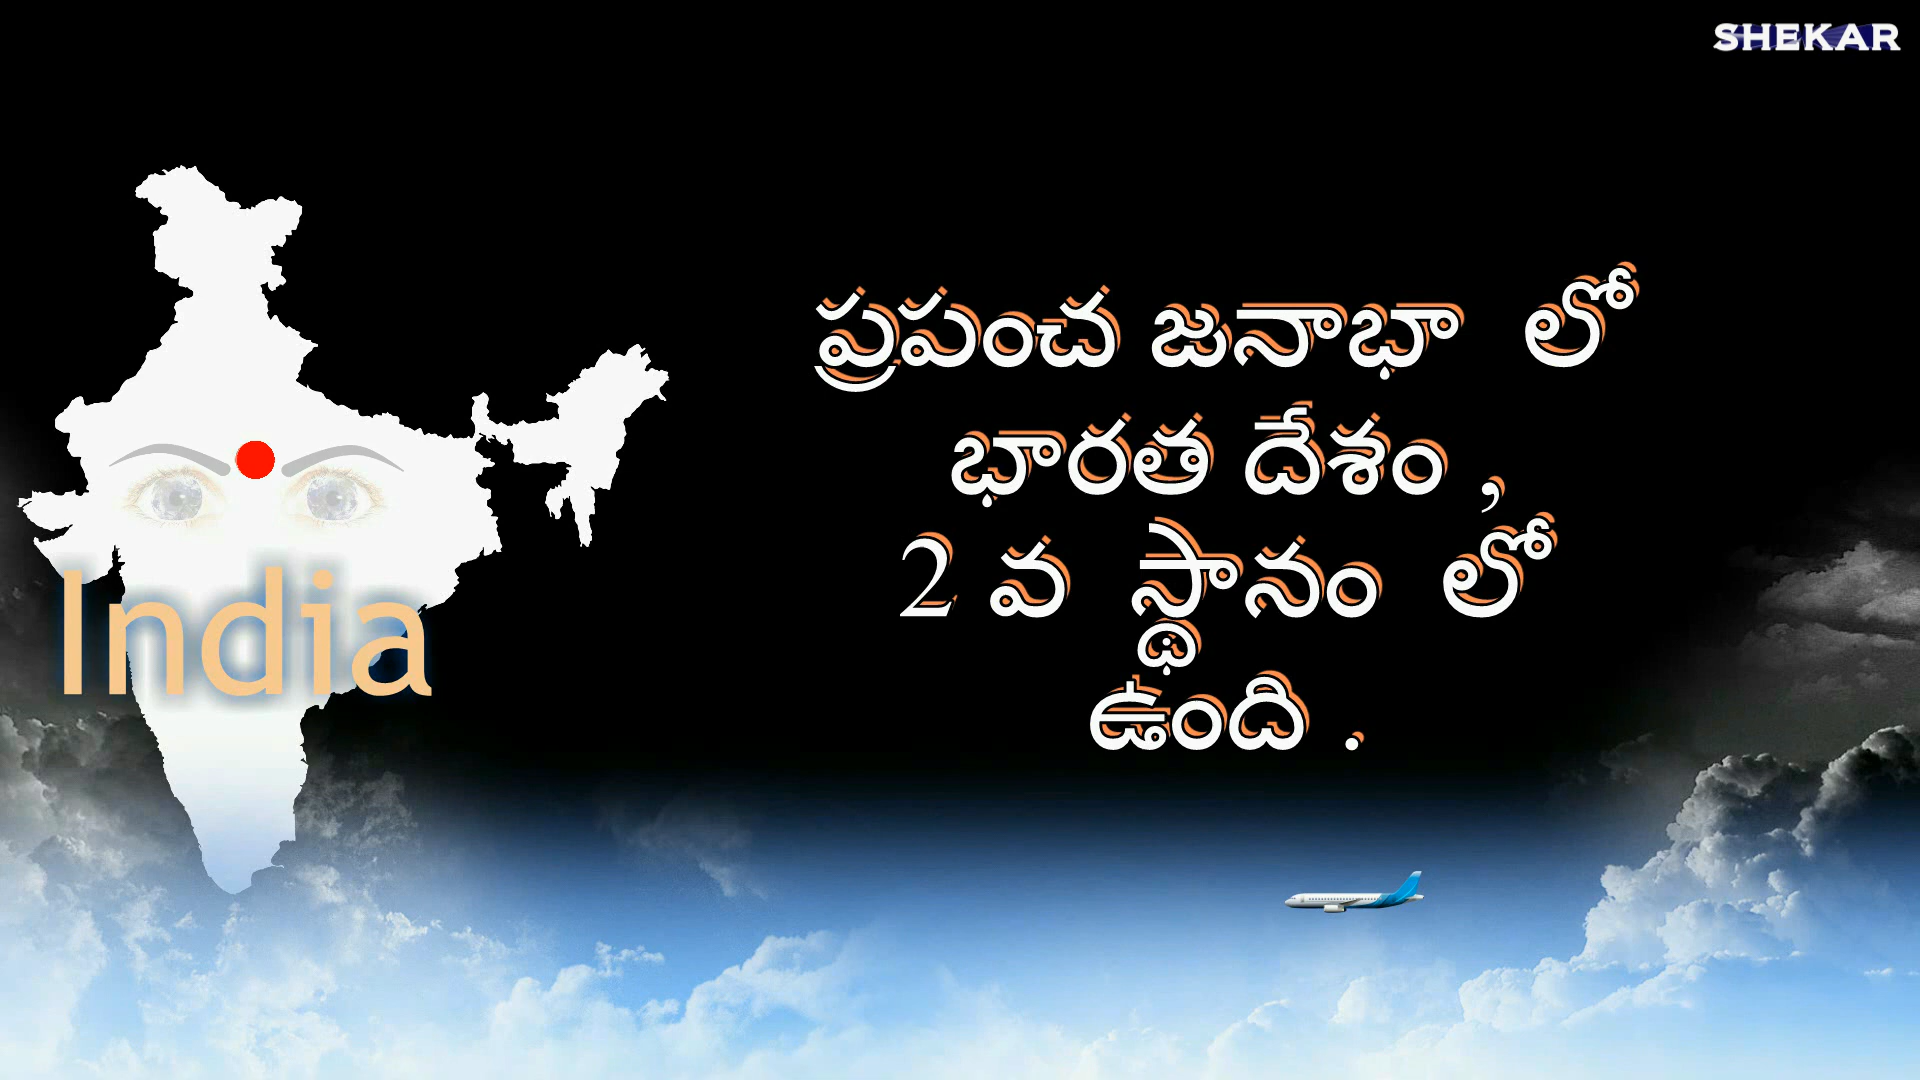 SHEKAR
ప్రపంచ జనాభా లో
భారత దేశం ,
2 వ స్థానం లో
ఉంది .
India